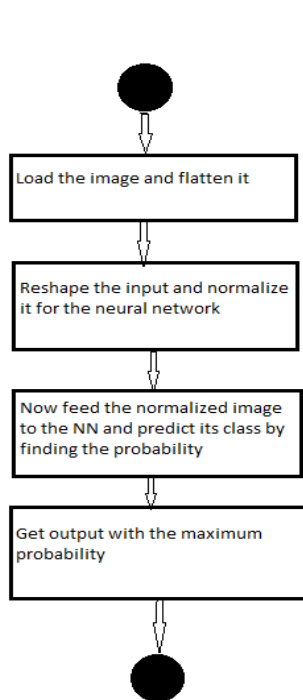 Load the image and flatten it
Reshape the input and normalize
it for the neural network
Now feed the normalized image
to the NN and predict its class by
finding the probability
Get output with the maximum
probability